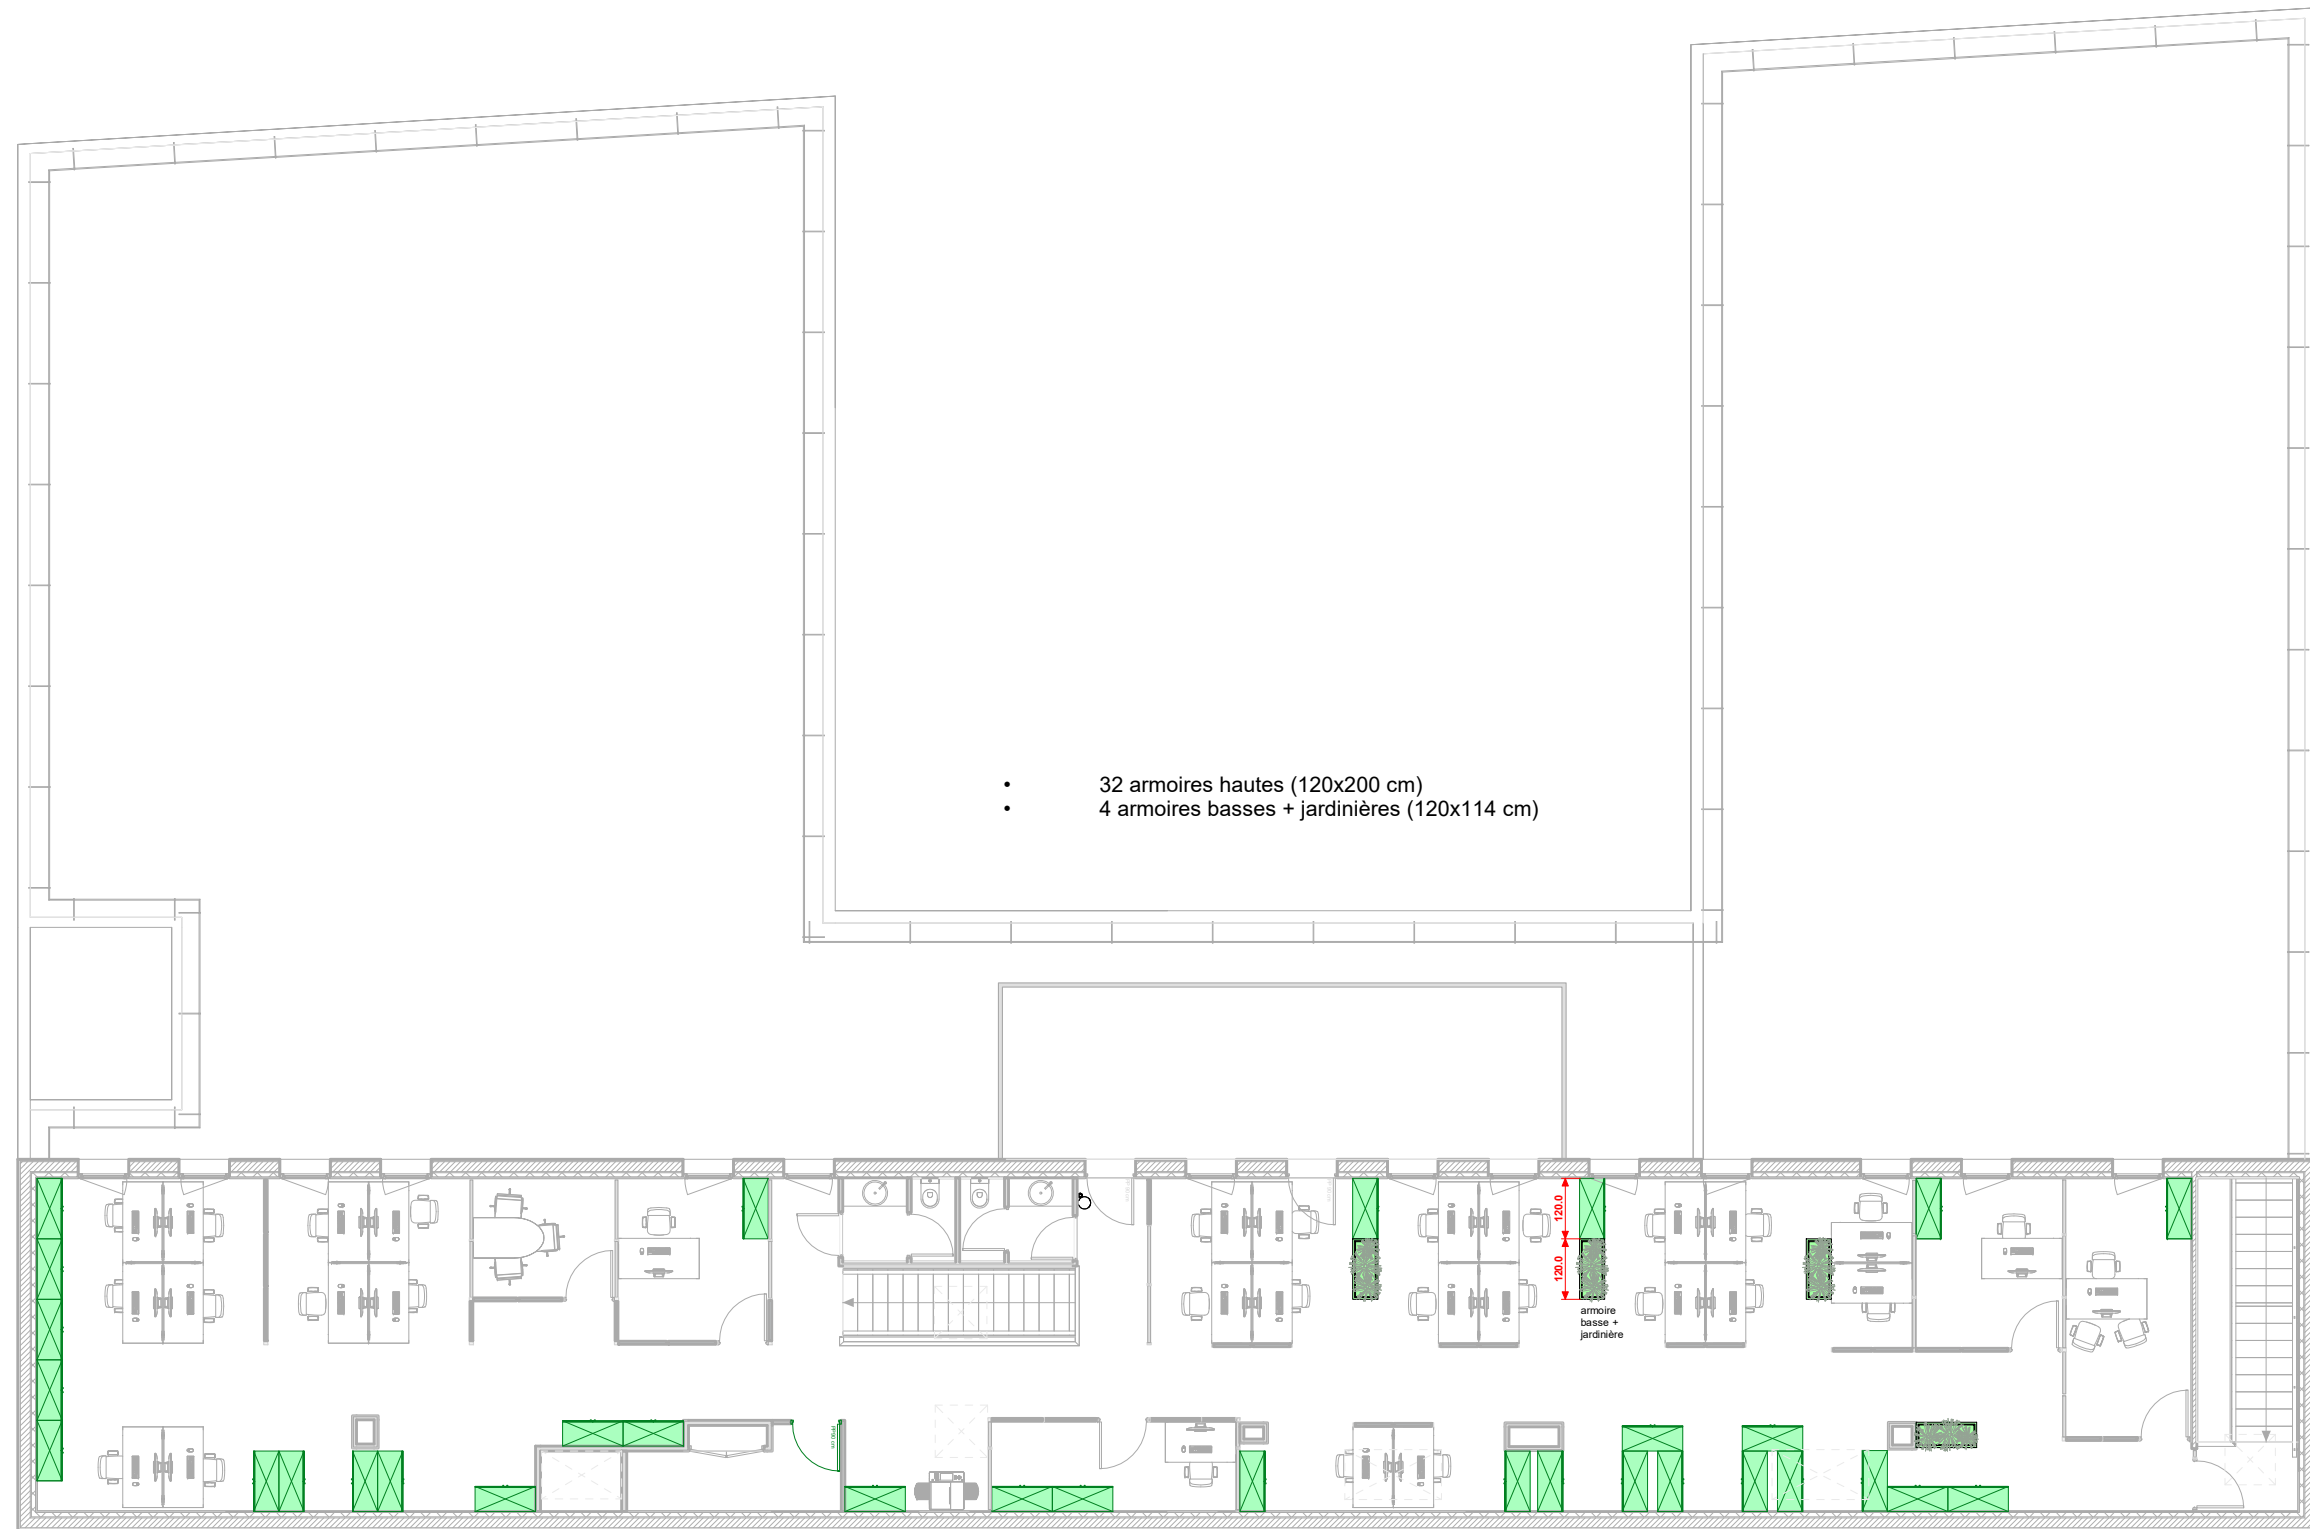 • 32 armoires hautes (120x200 cm)
• 4 armoires basses + jardinières (120x114 cm)
120.0
120.0
armoire
basse +
jardinière